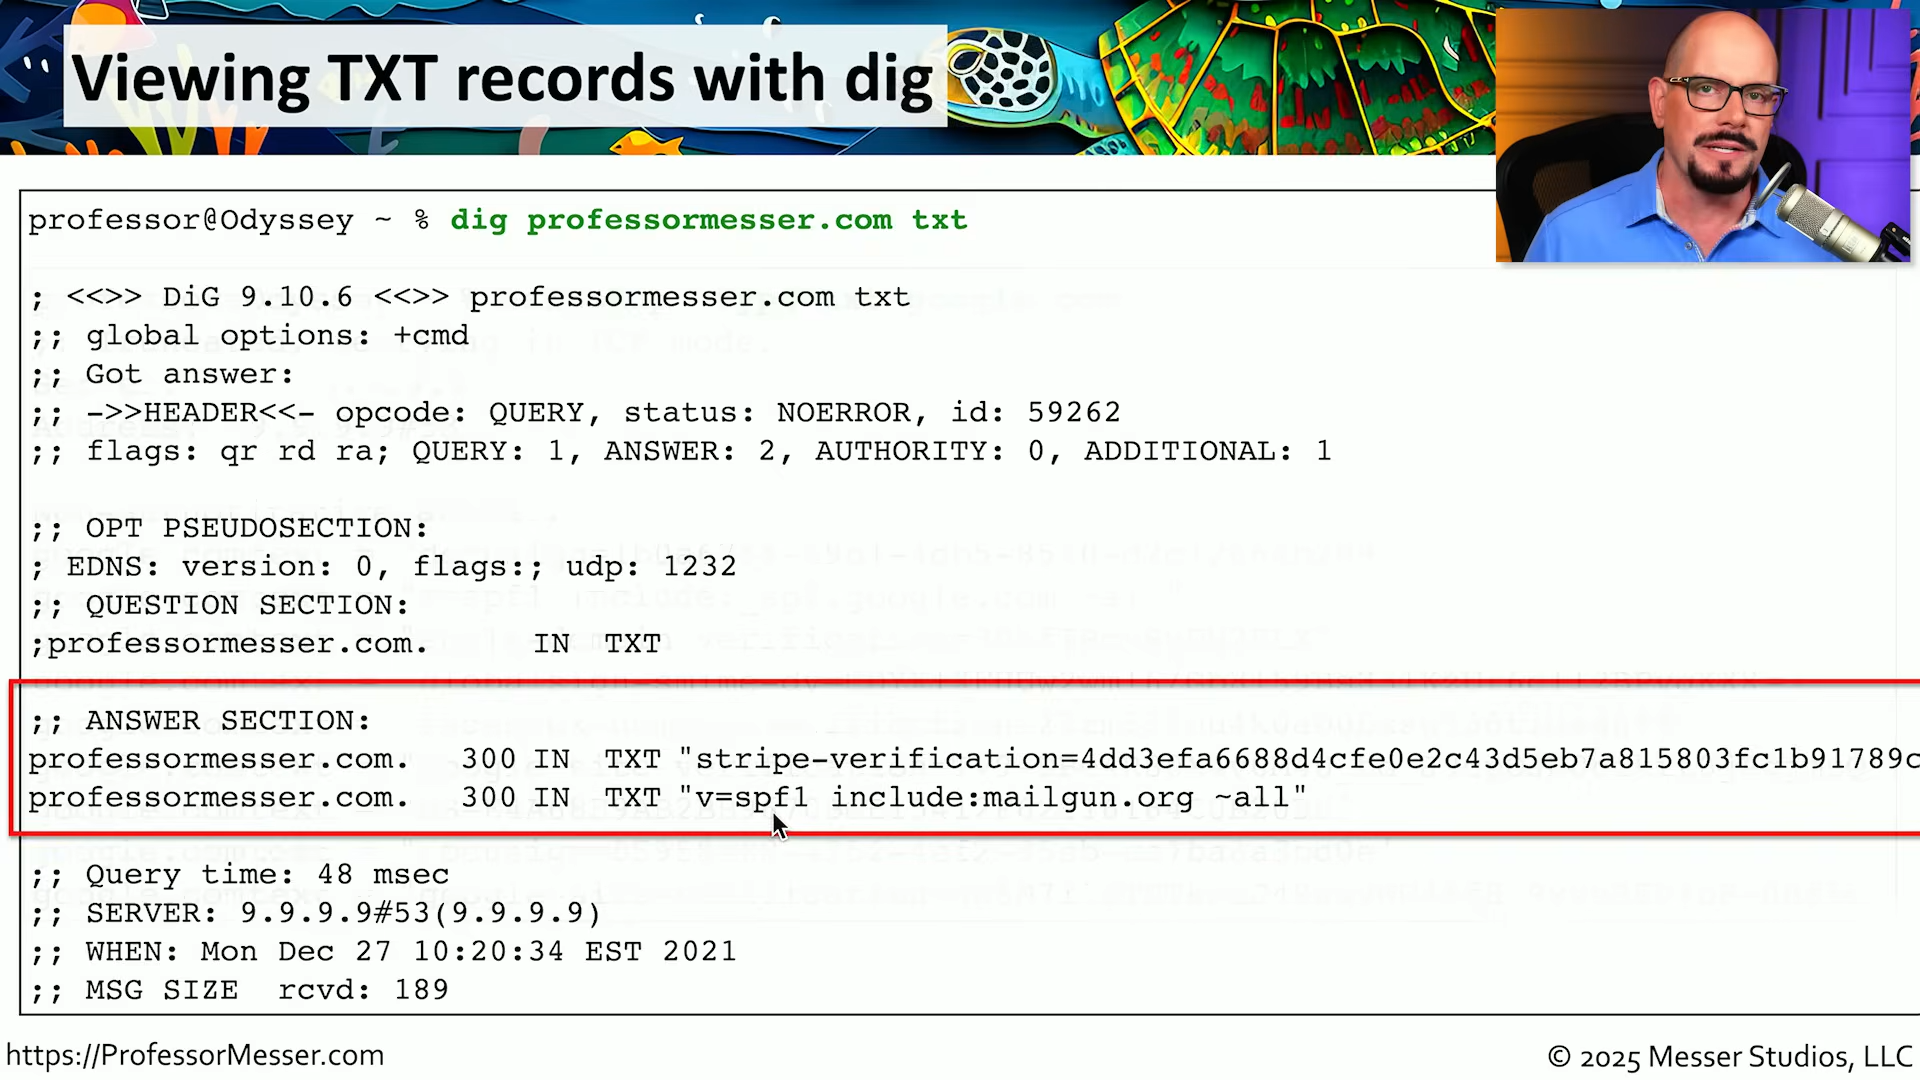 Viewing TXT records with dig
professor@Odyssey ~ % dig professormesser.com txt
; <<>> DiG 9.10.6 <<>> professormesser.com txt
;; global options: +cmd
;; Got answer:
;; ->>HEADER<<- opcode: QUERY, status: NOERROR, id: 59262
;; flags: qr rd ra; QUERY: 1, ANSWER: 2, AUTHORITY: 0, ADDITIONAL: 1
;; OPT PSEUDOSECTION:
; EDNS: version: 0, flags:; udp: 1232
;; QUESTION SECTION:
;professormesser.com. IN TXT
;; ANSWER SECTION:
professormesser.com. 300 IN TXT "stripe-verification=4dd3efa6688d4cfe0e2c43d5eb7a815803fc1b91789c
professormesser.com. 300 IN TXT "v=spf1 include:mailgun.org ~all"
;; Query time: 48 msec
;; SERVER: 9.9.9.9#53(9.9.9.9)
;; WHEN: Mon Dec 27 10:20:34 EST 2021
;; MSG SIZE rcvd: 189
https://ProfessorMesser.com
© 2025 Messer Studios, LLC